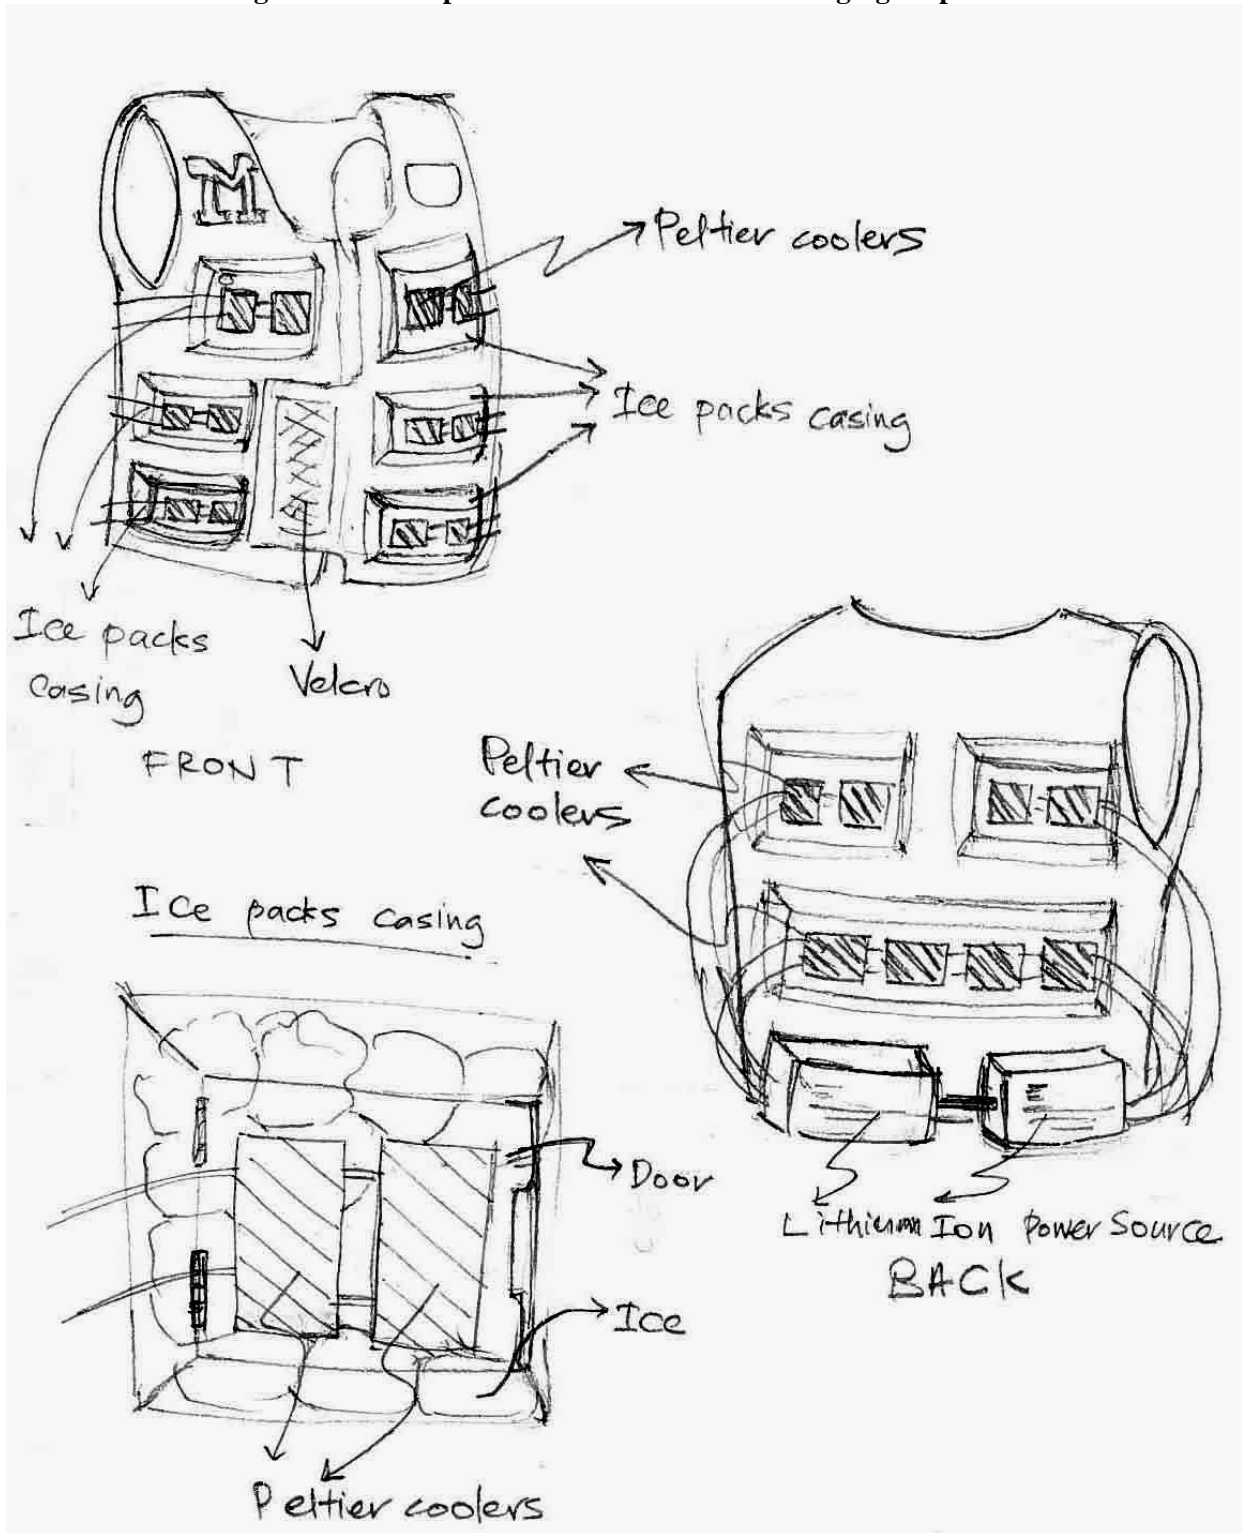 M
Peltier coolers
Ice packs casing
Ice packs
casing
Velcro
FRONT
Peltier
coolers
Ice packs casing
Door
Lithium Ion Power Source
BACK
Ice
Peltier coolers